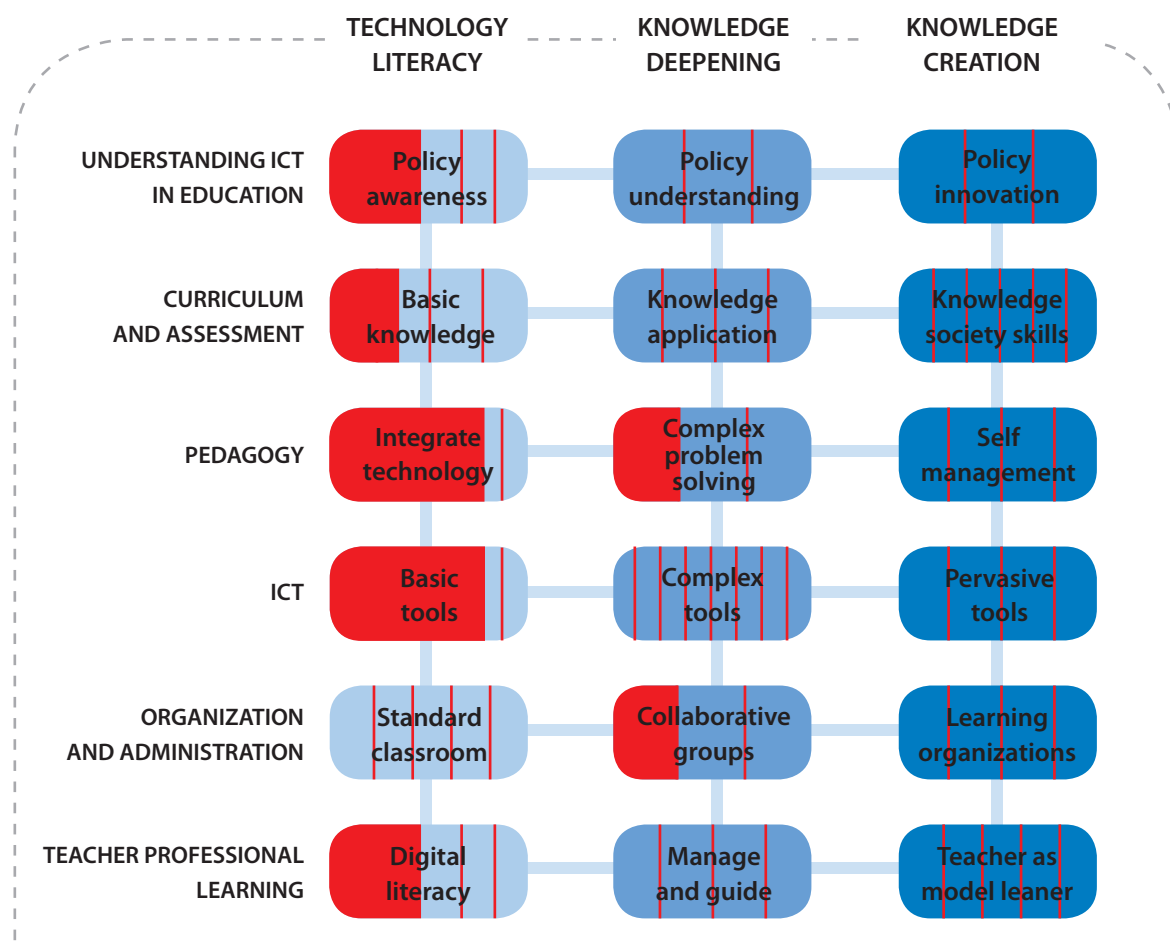 TECHNOLOGY
LITERACY
KNOWLEDGE
DEEPENING
KNOWLEDGE
CREATION
UNDERSTANDING ICT
IN EDUCATION
Policy
awareness
Policy
understanding
Policy
innovation
CURRICULUM
AND ASSESSMENT
Basic
knowledge
Knowledge
application
Knowledge
society skills
PEDAGOGY
Integrate
technology
Complex
problem
solving
Self
management
ICT
Basic
tools
Complex
tools
Pervasive
tools
ORGANIZATION
AND ADMINISTRATION
Standard
classroom
Collaborative
groups
Learning
organizations
TEACHER PROFESSIONAL
LEARNING
Digital
literacy
Manage
and guide
Teacher as
model leaner